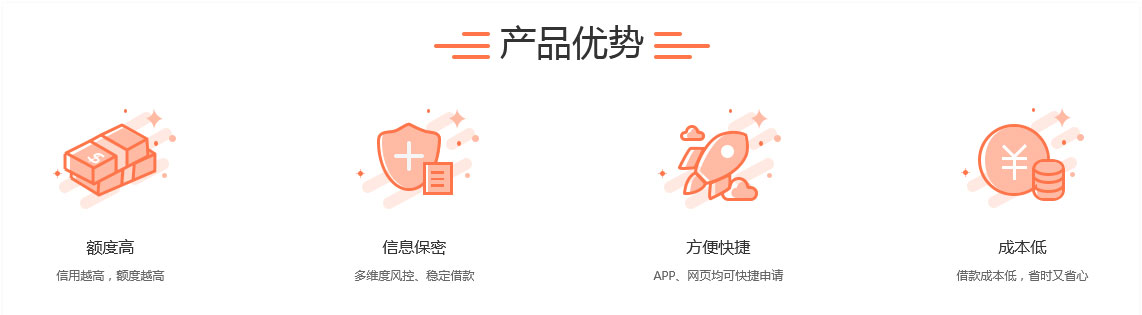 产品优势
额度高
信用越高，额度越高
信息保密
多维度风控、稳定借款
方便快捷
APP、网页均可快捷申请
成本低
借款成本低，省时又省心